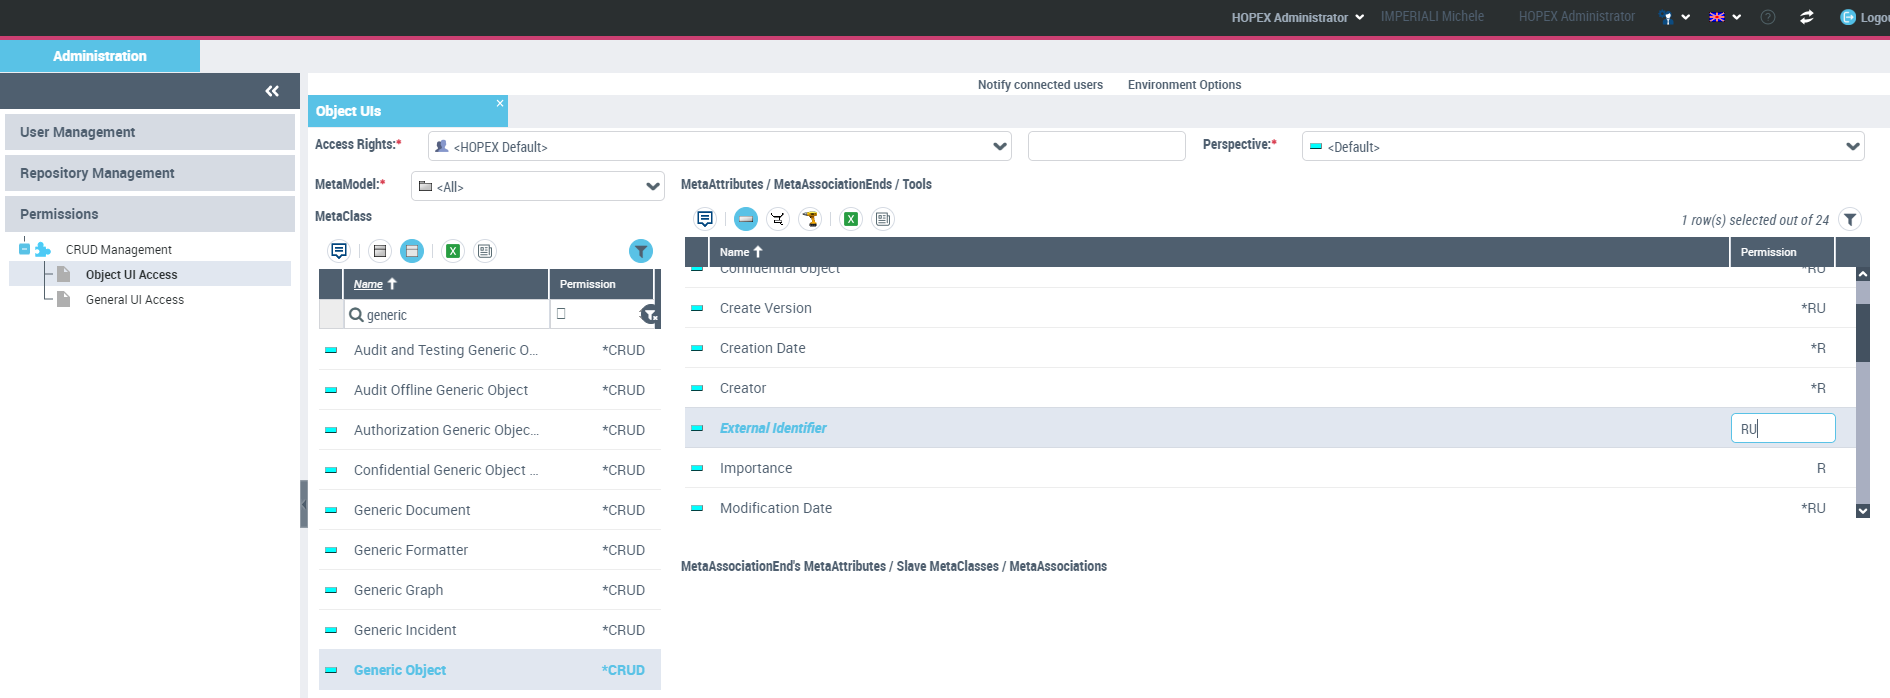 HOPEX Administrator IMPERIALI Michele HOPEX Administrator Logou
Administration
Notify connected users Environment Options
Object UIs
User Management
Access Rights:* <HOPEX Default> Perspective:* <Default>
Repository Management
MetaModel:* <All> MetaAttributes / MetaAssociationEnds / Tools
Permissions
MetaClass
1 row(s) selected out of 24
CRUD Management
Object UI Access
General UI Access
Name Permission
Name Permission
generic
Confidential Object *RU
Create Version *RU
Creation Date *R
Creator *R
External Identifier RU
Importance R
Modification Date *RU
Audit and Testing Generic O... *CRUD
Audit Offline Generic Object *CRUD
Authorization Generic Objec... *CRUD
Confidential Generic Object ... *CRUD
Generic Document *CRUD
Generic Formatter *CRUD
Generic Graph *CRUD
Generic Incident *CRUD
Generic Object *CRUD
MetaAssociationEnd's MetaAttributes / Slave MetaClasses / MetaAssociations